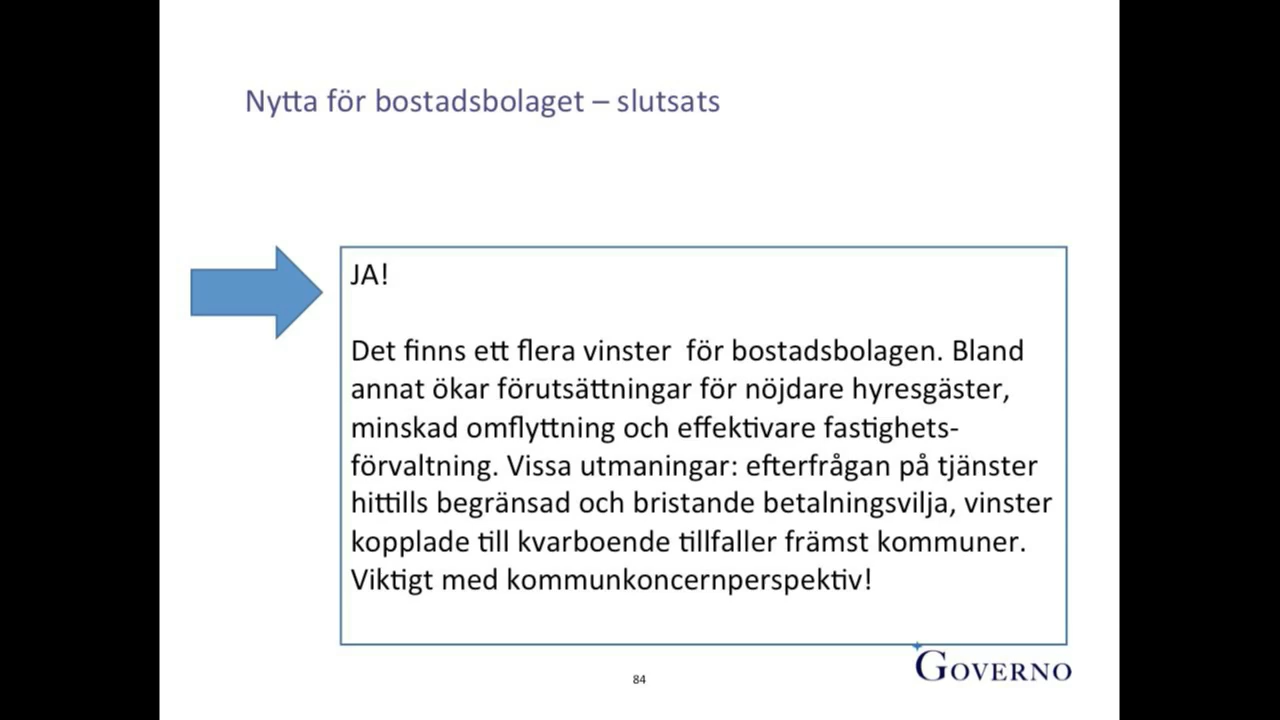 Nytta för bostadsbolaget – slutsats
JA!
Det finns ett flera vinster  för bostadsbolagen. Bland
annat ökar förutsättningar för nöjdare hyresgäster,
minskad omflyttning och effektivare fastighets-
förvaltning. Vissa utmaningar: efterfrågan på tjänster
hittills begränsad och bristande betalningsvilja, vinster
kopplade till kvarboende tillfaller främst kommuner.
Viktigt med kommunkoncernperspektiv!
84
GOVERNO